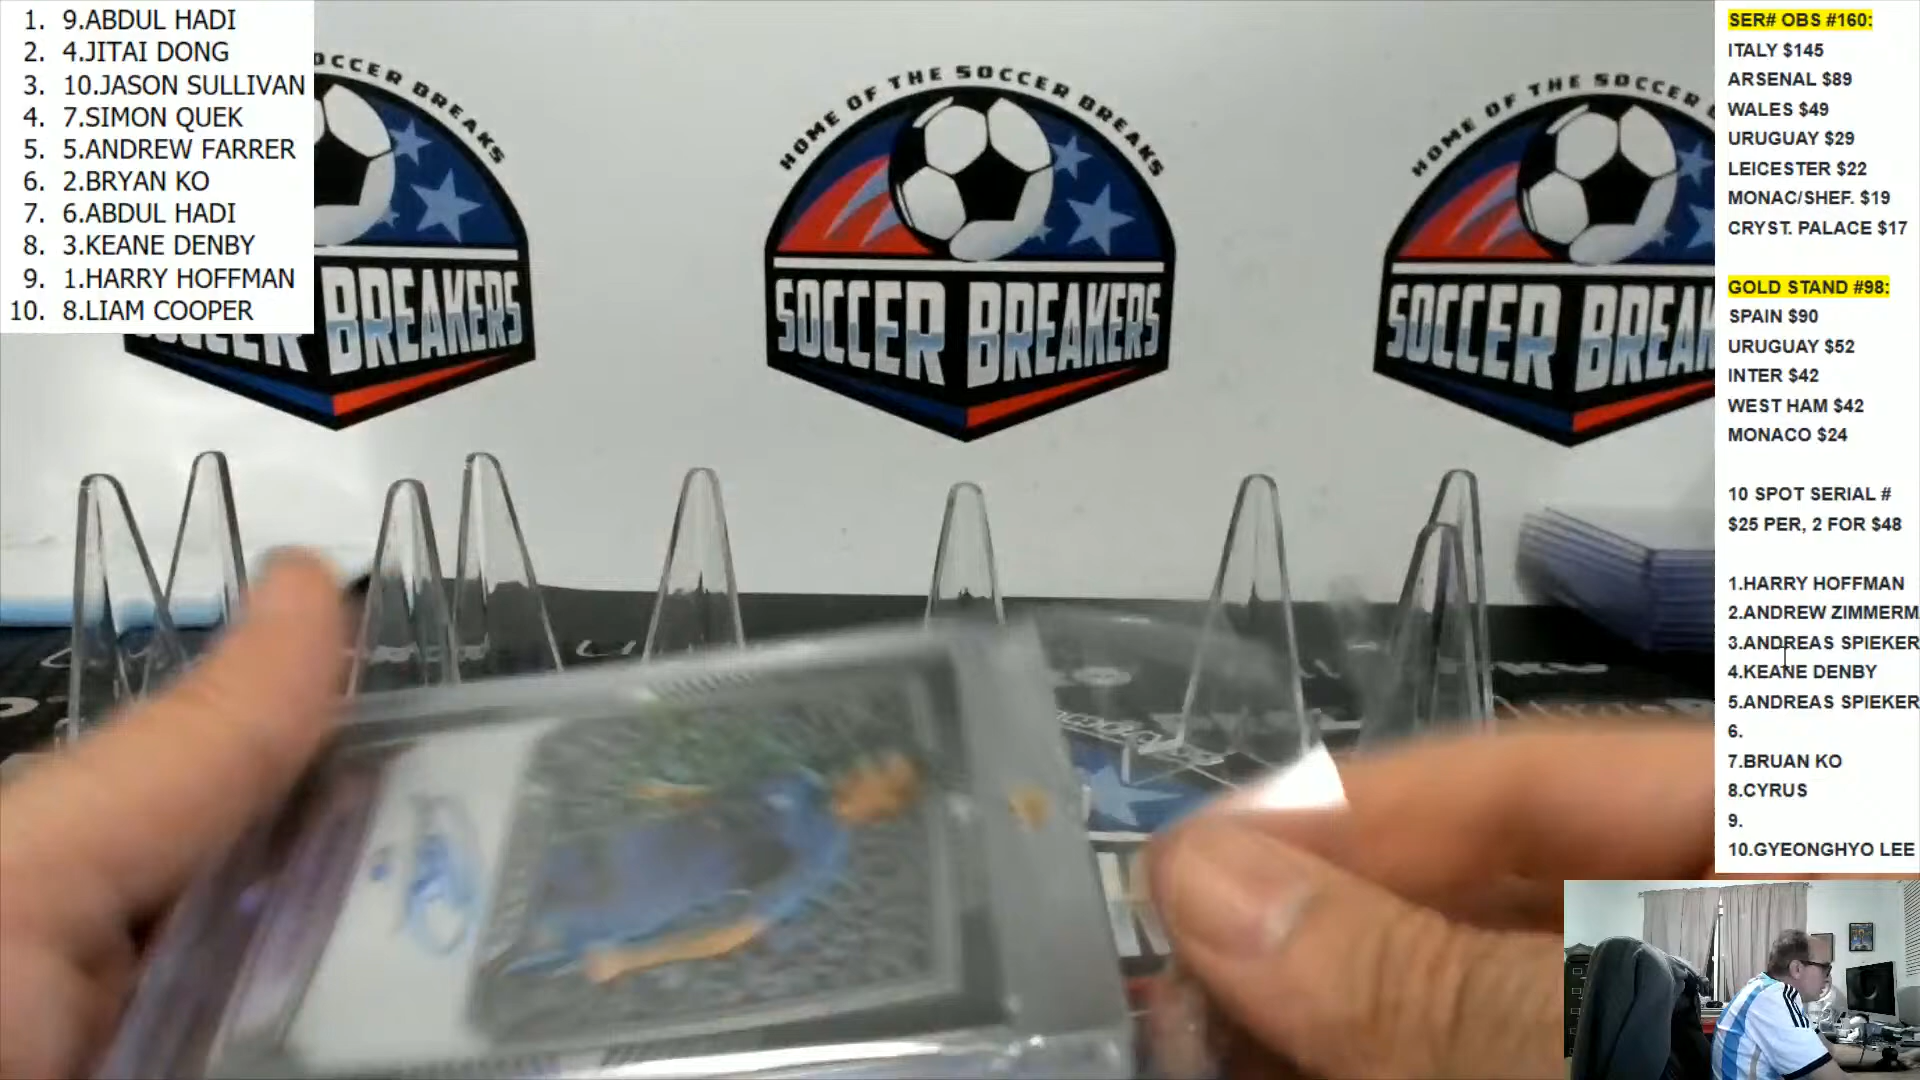 1. 9.ABDUL HADI
2. 4.JITAI DONG
3. 10.JASON SULLIVAN
4. 7.SIMON QUEK
5. 5.ANDREW FARRER
6. 2.BRYAN KO
7. 6.ABDUL HADI
8. 3.KEANE DENBY
9. 1.HARRY HOFFMAN
10. 8.LIAM COOPER
SOCCER BREAKS
SOCCER BREAKERS
HOME OF THE SOCCER BREAKS
SOCCER BREAKERS
HOME OF THE SOCCER
SOCCER BREAK
SER# OBS #160:
ITALY $145
ARSENAL $89
WALES $49
URUGUAY $29
LEICESTER $22
MONAC/SHEF. $19
CRYST. PALACE $17
GOLD STAND #98:
SPAIN $90
URUGUAY $52
INTER $42
WEST HAM $42
MONACO $24
10 SPOT SERIAL #
$25 PER, 2 FOR $48
1.HARRY HOFFMAN
2.ANDREW ZIMMERM
3.ANDREAS SPIEKER
4.KEANE DENBY
5.ANDREAS SPIEKER
6.
7.BRUAN KO
8.CYRUS
9.
10.GYEONGHYO LEE